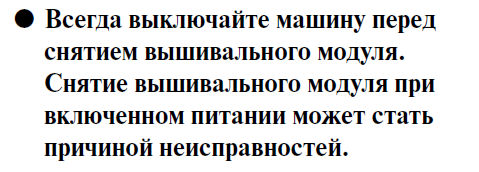 ● Всегда выключайте машину перед
снятием вышивального модуля.
Снятие вышивального модуля при
включенном питании может стать
причиной неисправностей.